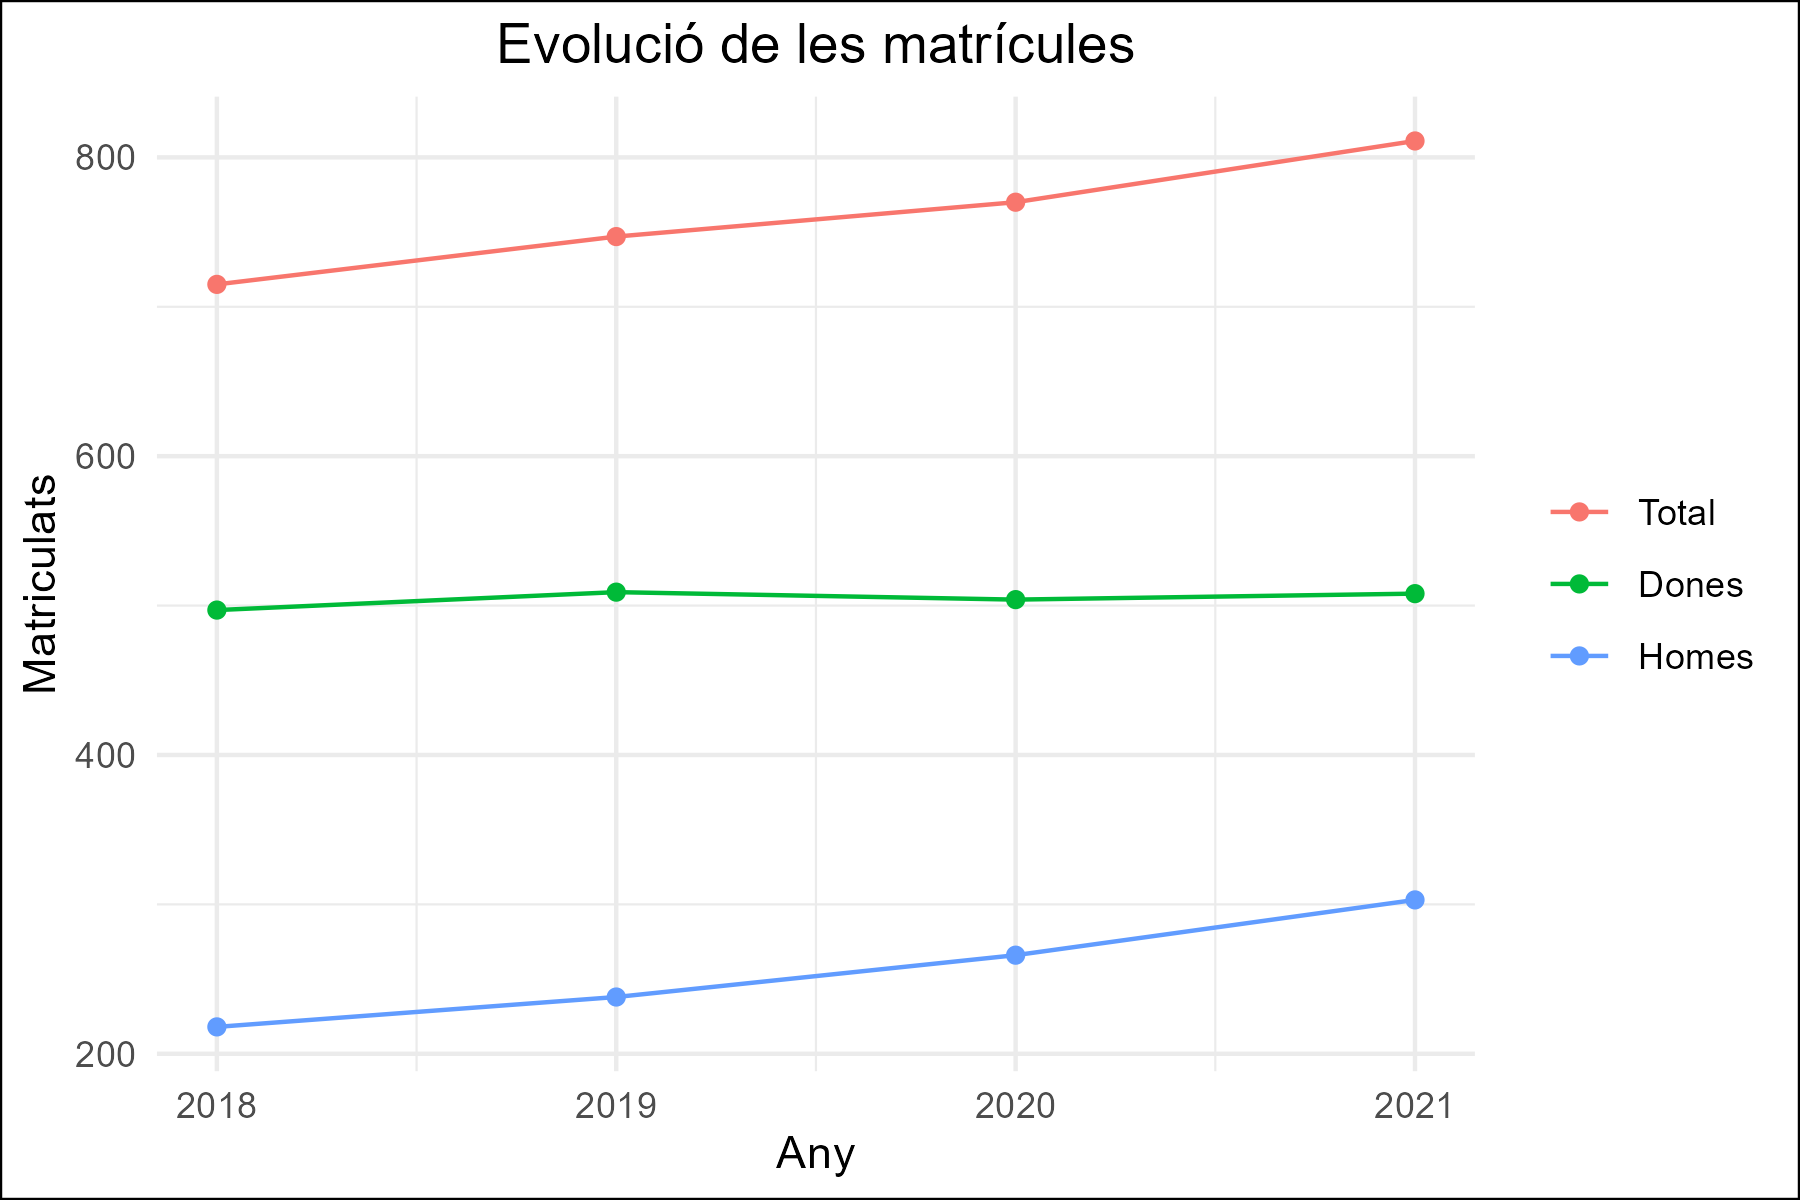 Evolució de les matrícules
Matriculats
800
600
400
200
2018 2019 2020 2021
Any
Total
Dones
Homes